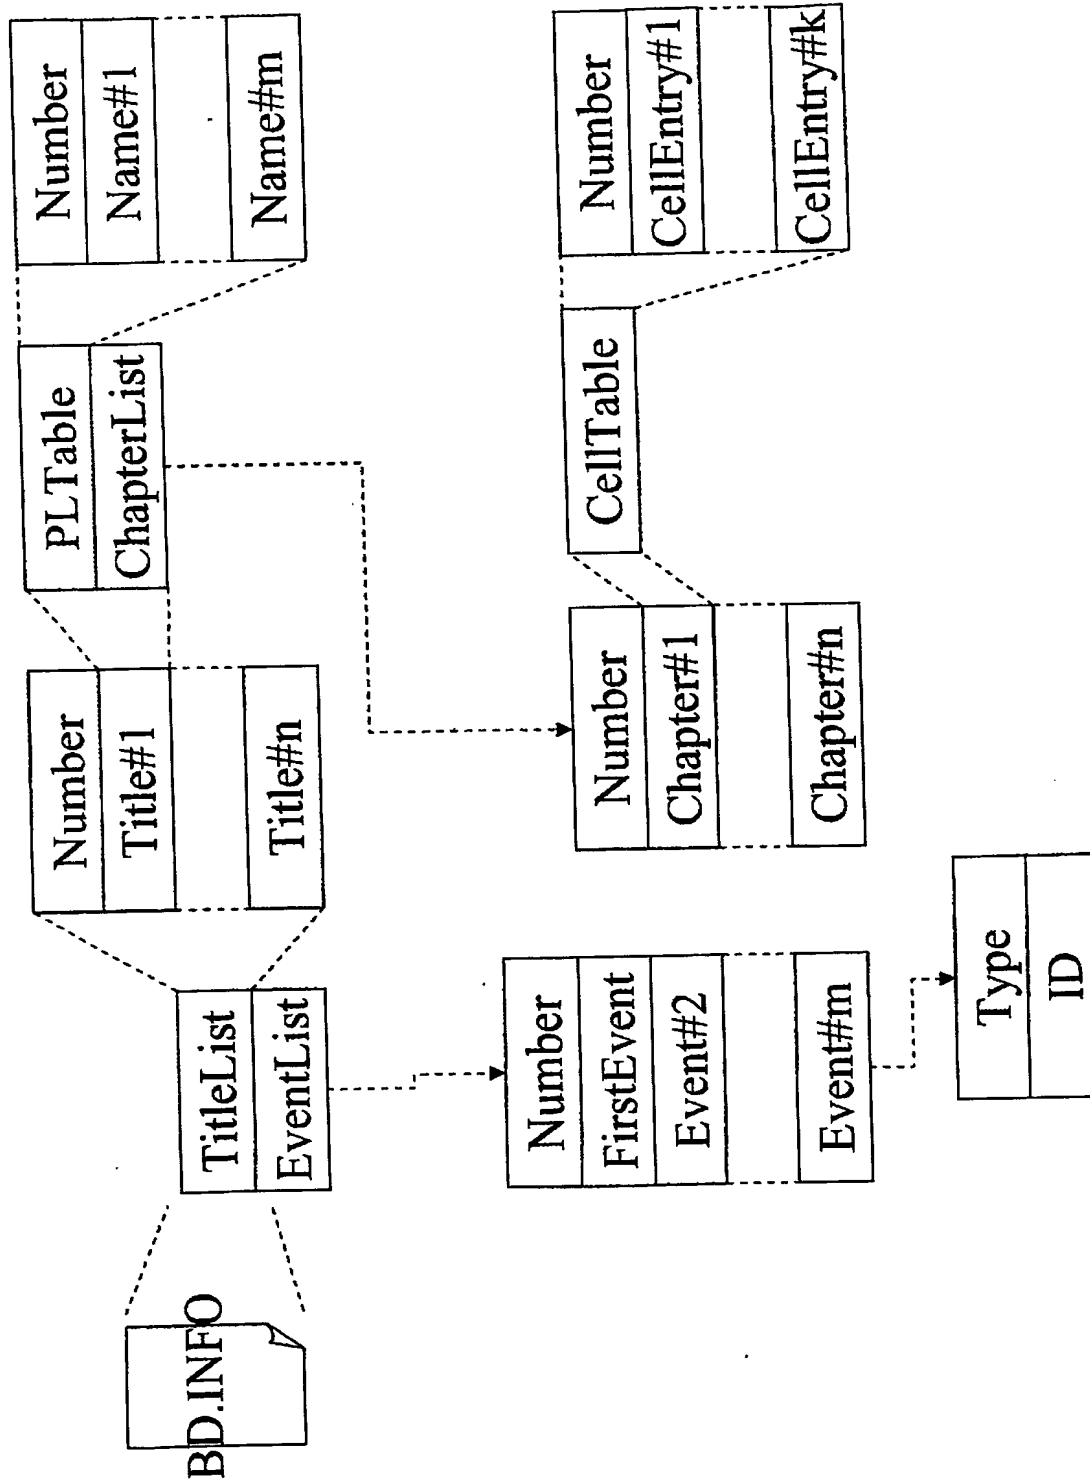 BD.INFO
TitleList
EventList
Number
Title#1
Title#n
PLTable
ChapterList
Number
Name#1
Name#m
Number
FirstEvent
Event#2
Event#m
Type
ID
Number
Chapter#1
Chapter#n
CellTable
Number
CellEntry#1
CellEntry#k